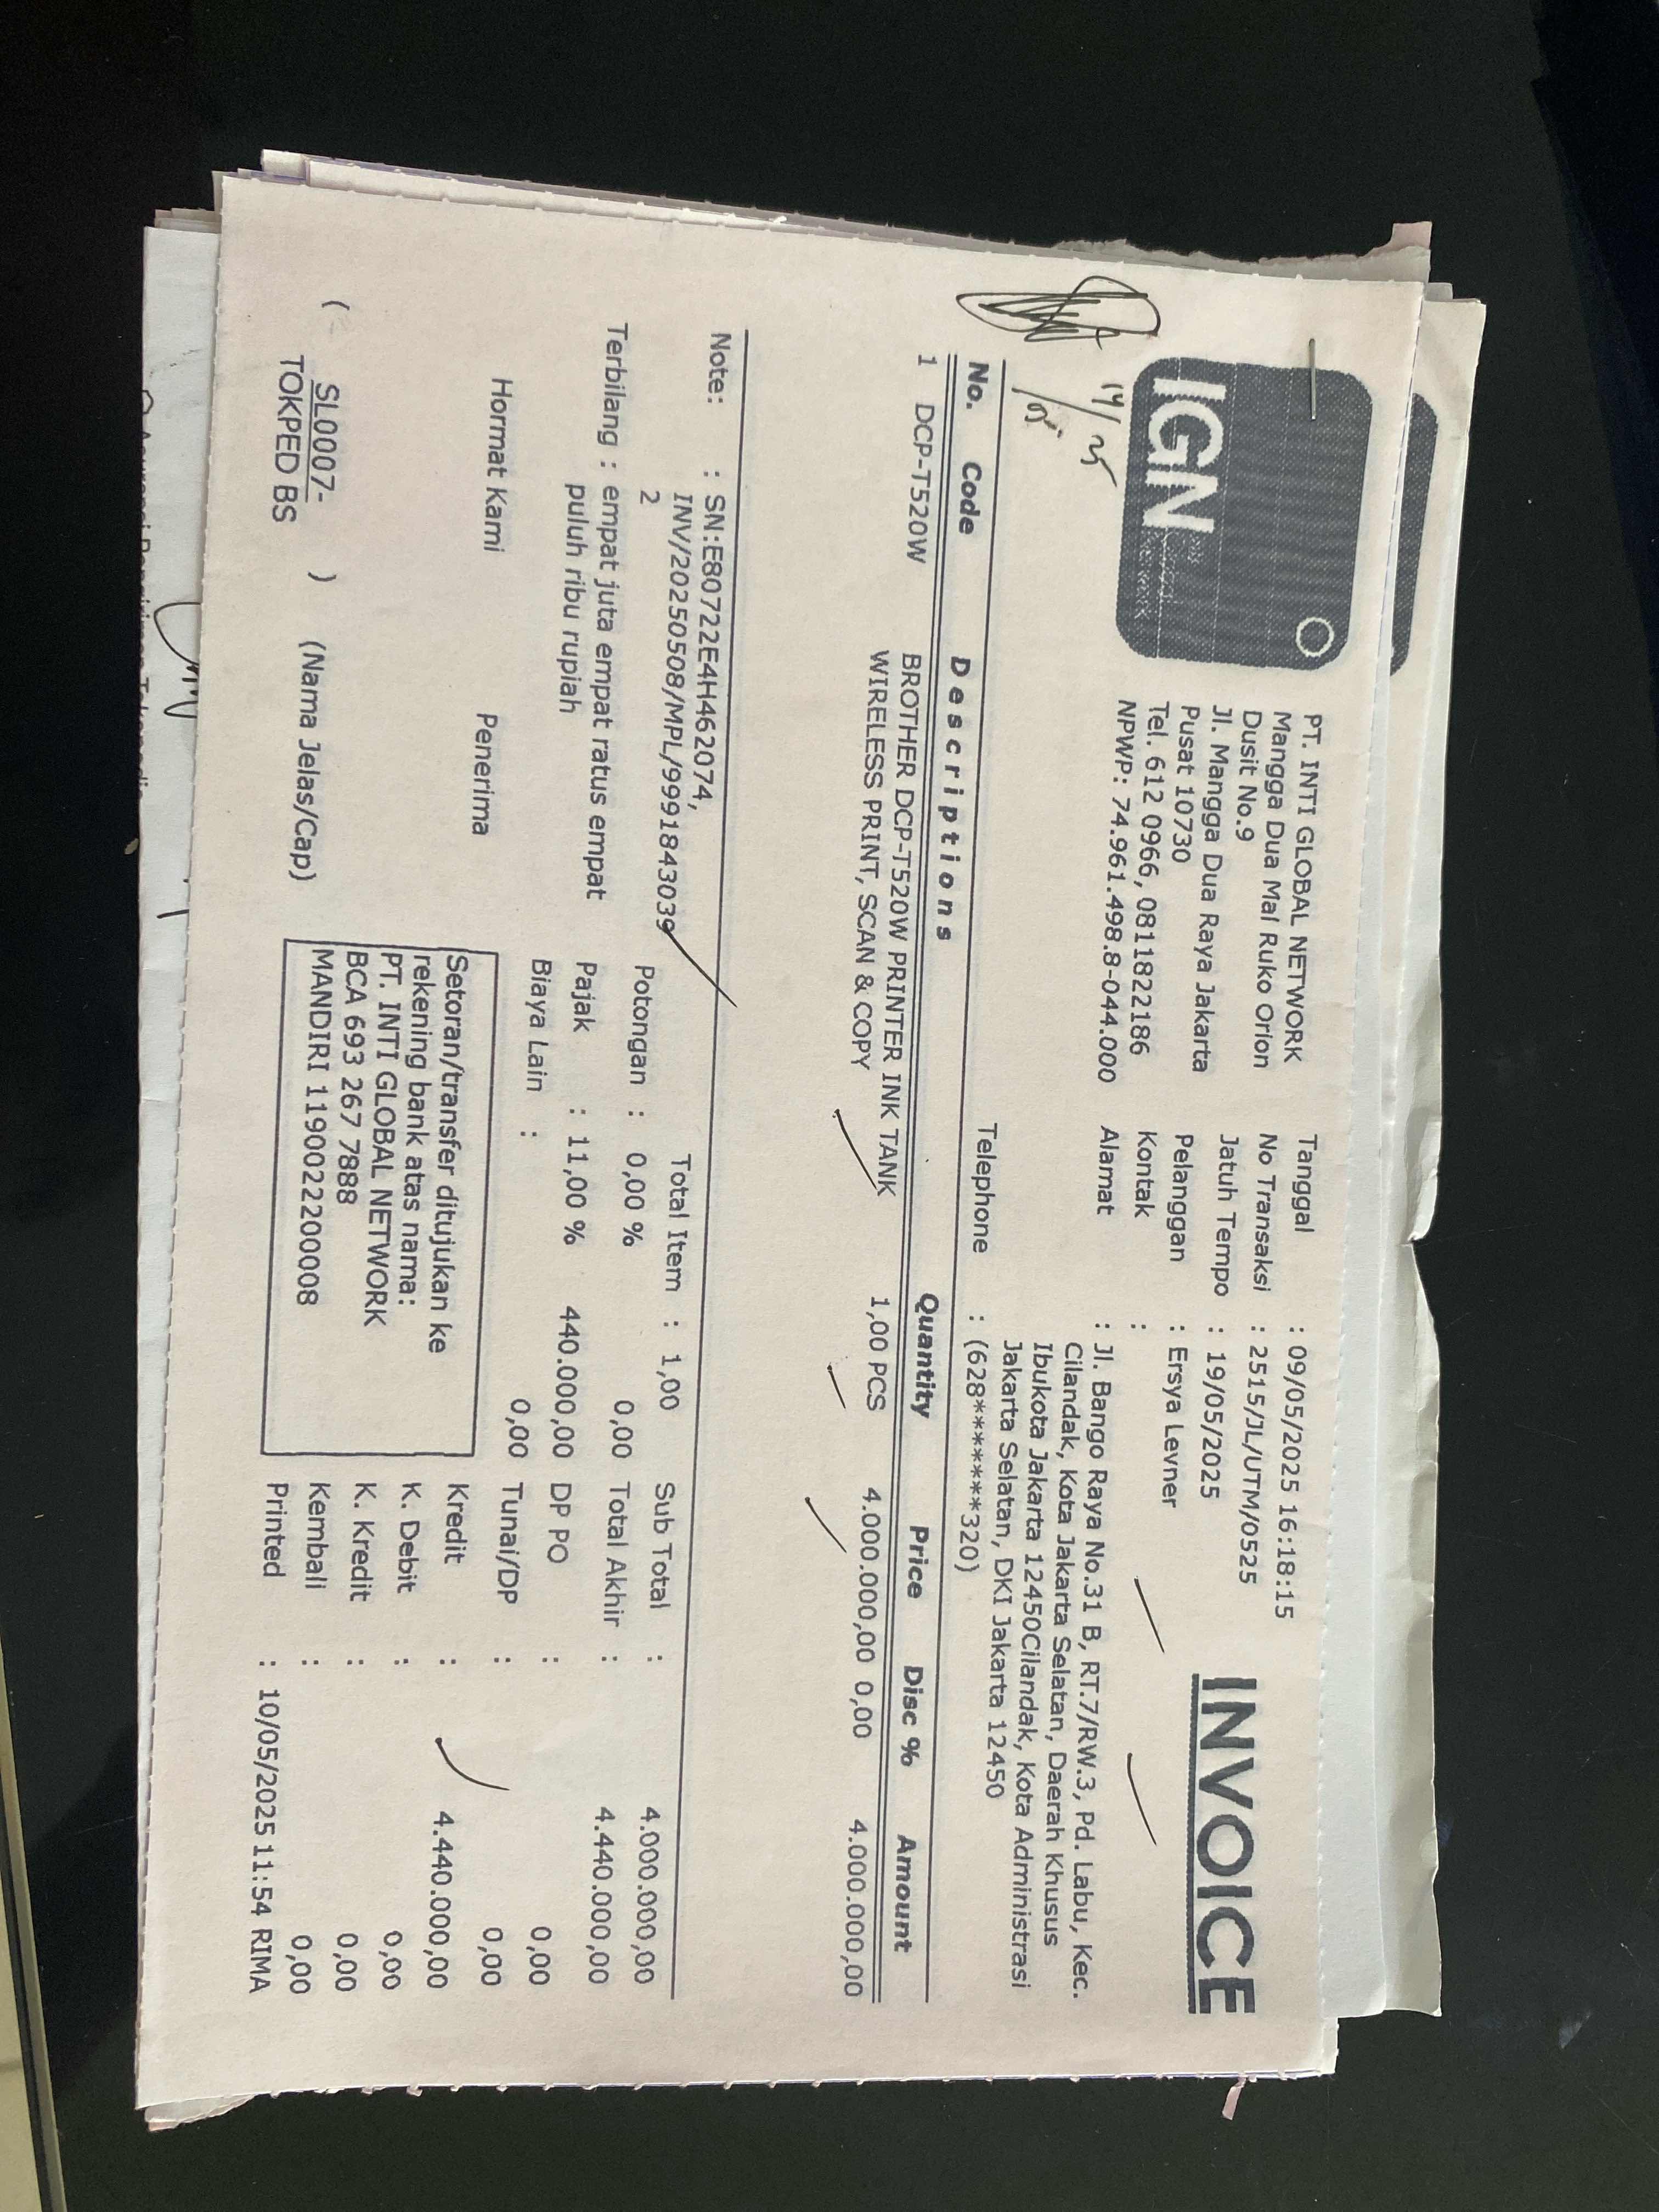 IGN
PT. INTI GLOBAL NETWORK
Mangga Dua Mal Ruko Orion
Dusit No.9
Jl. Mangga Dua Raya Jakarta
Pusat 10730
Tel. 612 0966, 0811822186
NPWP: 74.961.498.8-044.000
INVOICE
Tanggal : 09/05/2025 16:18:15
No Transaksi : 2515/JL/UTM/0525
Jatuh Tempo : 19/05/2025
Pelanggan : Ersya Levner
Kontak :
Alamat : Jl. Bango Raya No.31 B, RT.7/RW.3, Pd. Labu, Kec.
Cilandak, Kota Jakarta Selatan, Daerah Khusus
Ibukota Jakarta 12450Cilandak, Kota Administrasi
Jakarta Selatan, DKI Jakarta 12450
Telephone : (628*******320)
No. Code Descriptions Quantity Price Disc % Amount
1 DCP-T520W BROTHER DCP-T520W PRINTER INK TANK 1,00 PCS 4.000.000,00 0,00 4.000.000,00
WIRELESS PRINT, SCAN & COPY
Note: : SN:E80722E4H462074,
INV/20250508/MPL/9991843039
2
Terbilang : empat juta empat ratus empat
puluh ribu rupiah
Hormat Kami Penerima
( SL0007- ) (Nama Jelas/Cap)
TOKPED BS
Total Item : 1,00
Potongan : 0,00 % 0,00
Pajak : 11,00 % 440.000,00
Biaya Lain : 0,00
Setoran/transfer ditujukan ke
rekening bank atas nama:
PT. INTI GLOBAL NETWORK
BCA 693 267 7888
MANDIRI 1190022200008
Sub Total : 4.000.000,00
Total Akhir : 4.440.000,00
DP PO : 0,00
Tunai/DP : 0,00
Kredit : 4.440.000,00
K. Debit : 0,00
K. Kredit : 0,00
Kembali : 0,00
Printed : 10/05/2025 11:54 RIMA